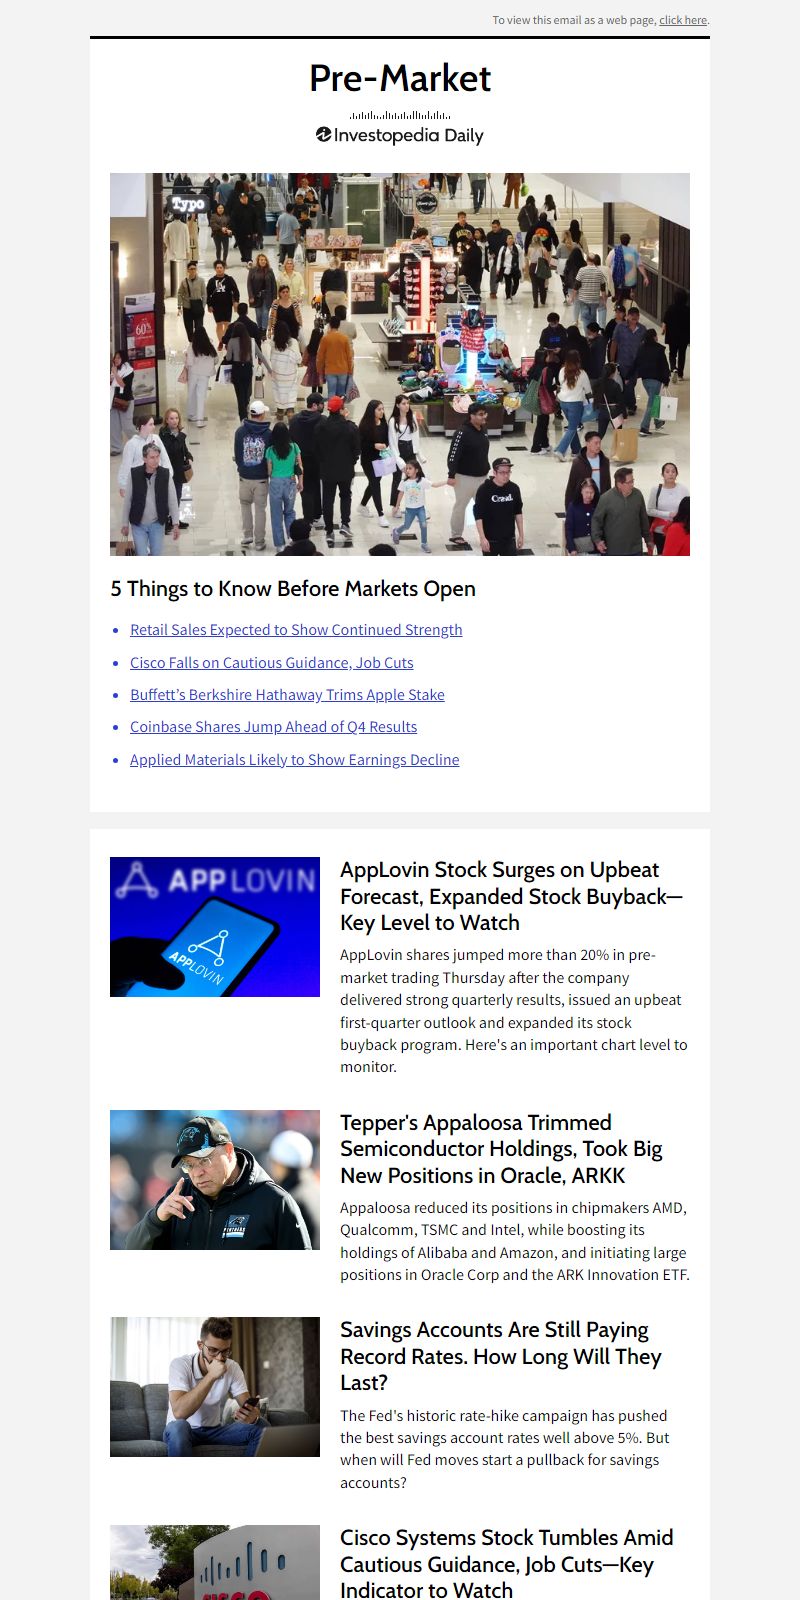 To view this email as a web page, click here.
Pre-Market
Investopedia Daily
Typo
60%
5 Things to Know Before Markets Open
Retail Sales Expected to Show Continued Strength
Cisco Falls on Cautious Guidance, Job Cuts
Buffett’s Berkshire Hathaway Trims Apple Stake
Coinbase Shares Jump Ahead of Q4 Results
Applied Materials Likely to Show Earnings Decline
APPLOVIN
APPLOVIN
AppLovin Stock Surges on Upbeat
Forecast, Expanded Stock Buyback—
Key Level to Watch
AppLovin shares jumped more than 20% in pre-
market trading Thursday after the company
delivered strong quarterly results, issued an upbeat
first-quarter outlook and expanded its stock
buyback program. Here's an important chart level to
monitor.
PANTHERS
Tepper's Appaloosa Trimmed
Semiconductor Holdings, Took Big
New Positions in Oracle, ARKK
Appaloosa reduced its positions in chipmakers AMD,
Qualcomm, TSMC and Intel, while boosting its
holdings of Alibaba and Amazon, and initiating large
positions in Oracle Corp and the ARK Innovation ETF.
Savings Accounts Are Still Paying
Record Rates. How Long Will They
Last?
The Fed's historic rate-hike campaign has pushed
the best savings account rates well above 5%. But
when will Fed moves start a pullback for savings
accounts?
CISCO
Cisco Systems Stock Tumbles Amid
Cautious Guidance, Job Cuts—Key
Indicator to Watch